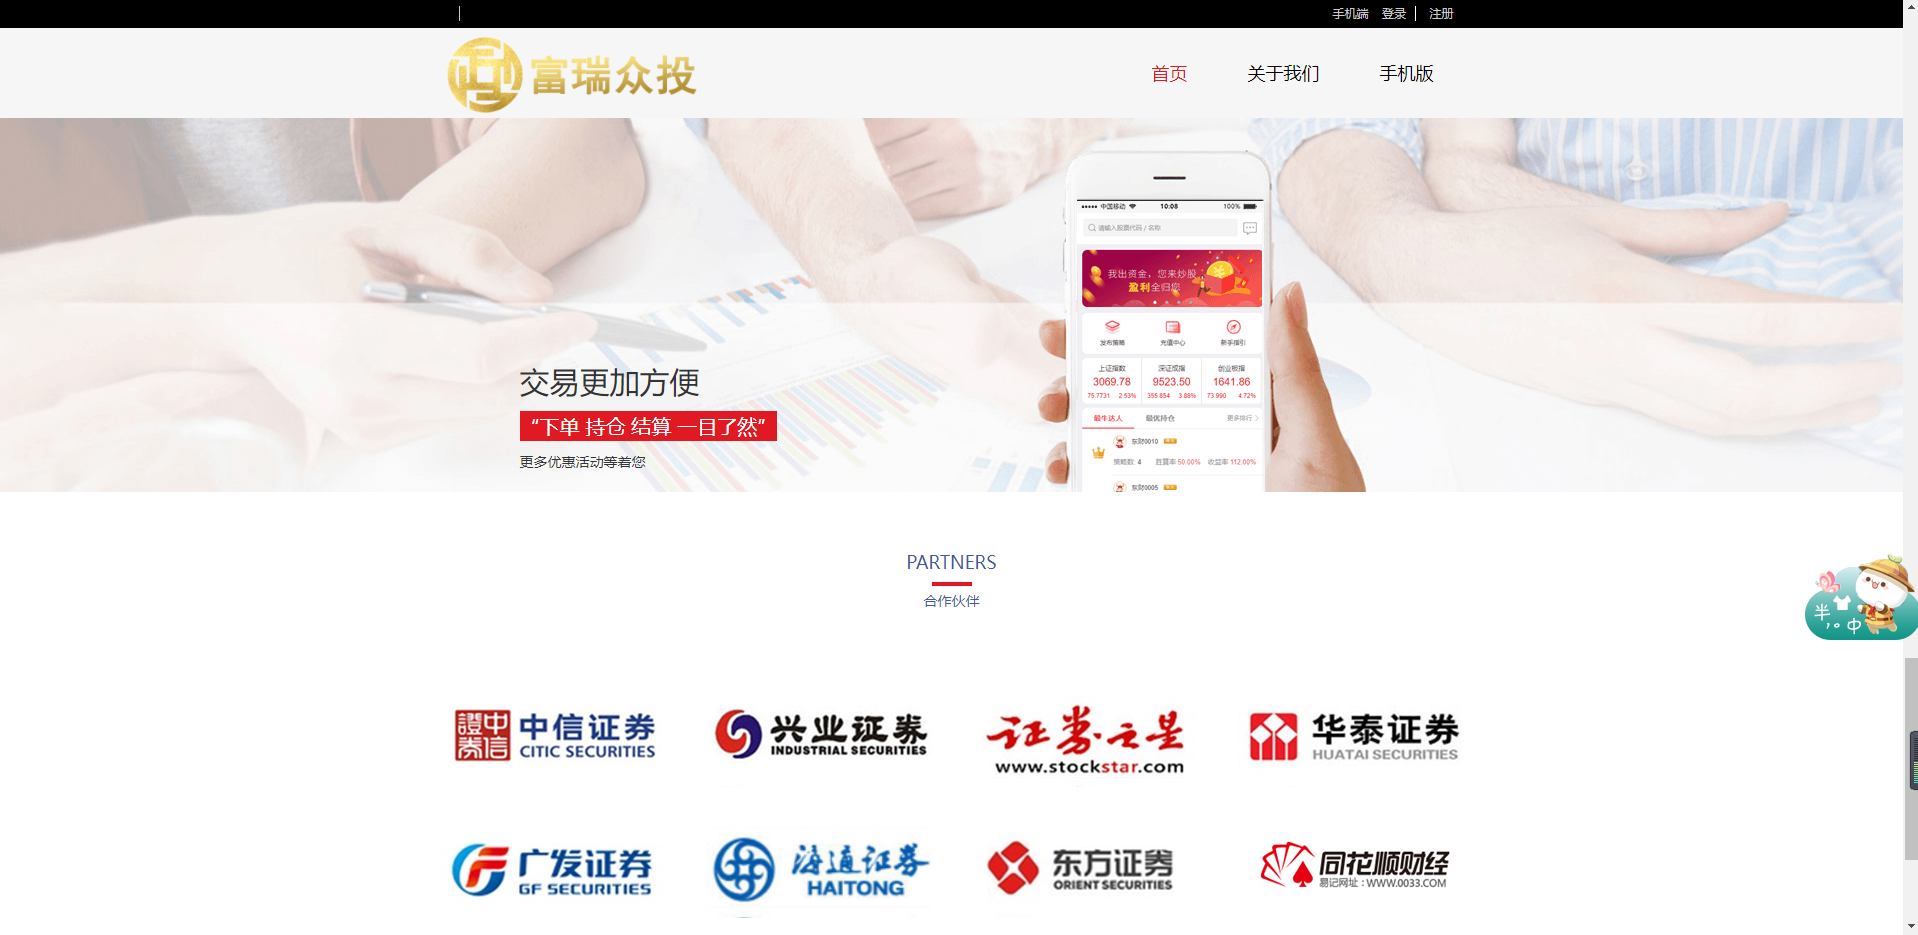 手机端 登录 注册
富瑞众投
首页 关于我们 手机版
中国移动 10:08 100%
请输入股票代码 / 名称
我出资金，您来炒股
盈利全归您
发布策略 充值中心 新手指引
上证指数 深证成指 创业板指
3069.78 9523.50 1641.86
75.7731 2.53% 355.854 3.88% 73.990 4.72%
最牛达人 最优持仓 更多排行
东财0010
策略数: 4 胜算率 50.00% 收益率 112.00%
东财0005
交易更加方便
“下单 持仓 结算 一目了然”
更多优惠活动等着您
PARTNERS
合作伙伴
半 中
中信證券 中信证券
CITIC SECURITIES
兴业证券
INDUSTRIAL SECURITIES
证券之星
www.stockstar.com
华泰证券
HUATAI SECURITIES
广发证券
GF SECURITIES
海通证券
HAITONG
东方证券
ORIENT SECURITIES
同花顺财经
易记网址：WWW.0033.COM